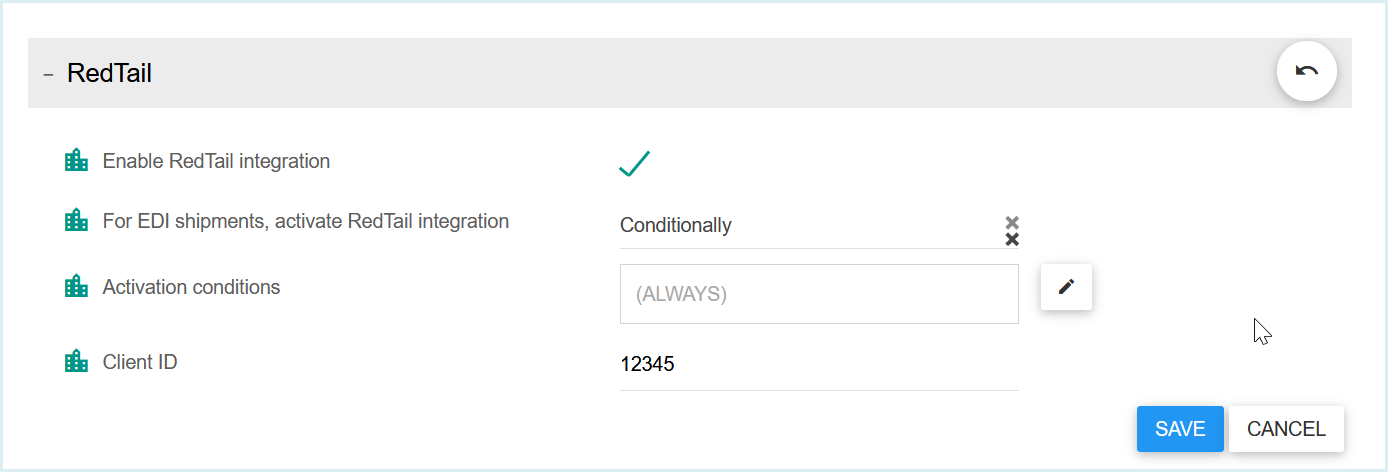 RedTail
Enable RedTail integration
For EDI shipments, activate RedTail integration
Conditionally
Activation conditions
(ALWAYS)
Client ID
12345
SAVE
CANCEL